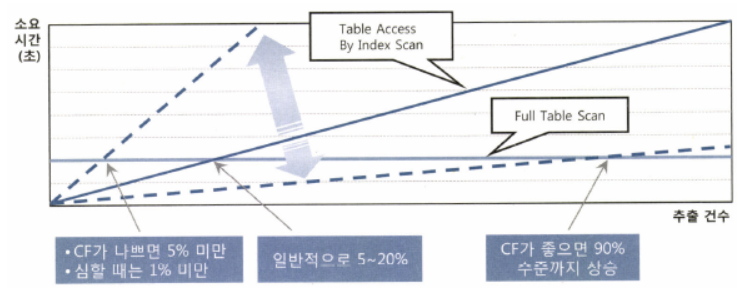 소요
시간
(초)
Table Access
By Index Scan
Full Table Scan
추출 건수
• CF가 나쁘면 5% 미만
• 심할 때는 1% 미만
일반적으로 5~20%
CF가 좋으면 90%
수준까지 상승